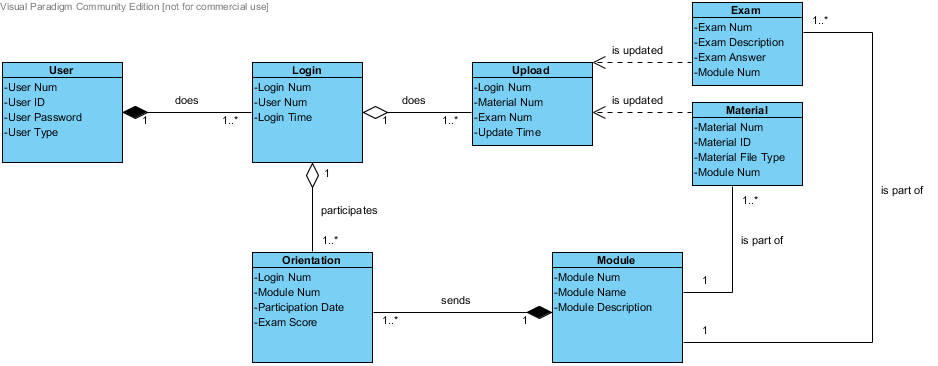 Visual Paradigm Community Edition [not for commercial use]
User
-User Num
-User ID
-User Password
-User Type
does
1
1..*
Login
-Login Num
-User Num
-Login Time
does
1
1..*
Upload
-Login Num
-Material Num
-Exam Num
-Update Time
is updated
is updated
Exam
-Exam Num
-Exam Description
-Exam Answer
-Module Num
1..*
Material
-Material Num
-Material ID
-Material File Type
-Module Num
1..*
is part of
is part of
1
participates
1..*
Orientation
-Login Num
-Module Num
-Participation Date
-Exam Score
1..*
sends
1
Module
-Module Num
-Module Name
-Module Description
1
1